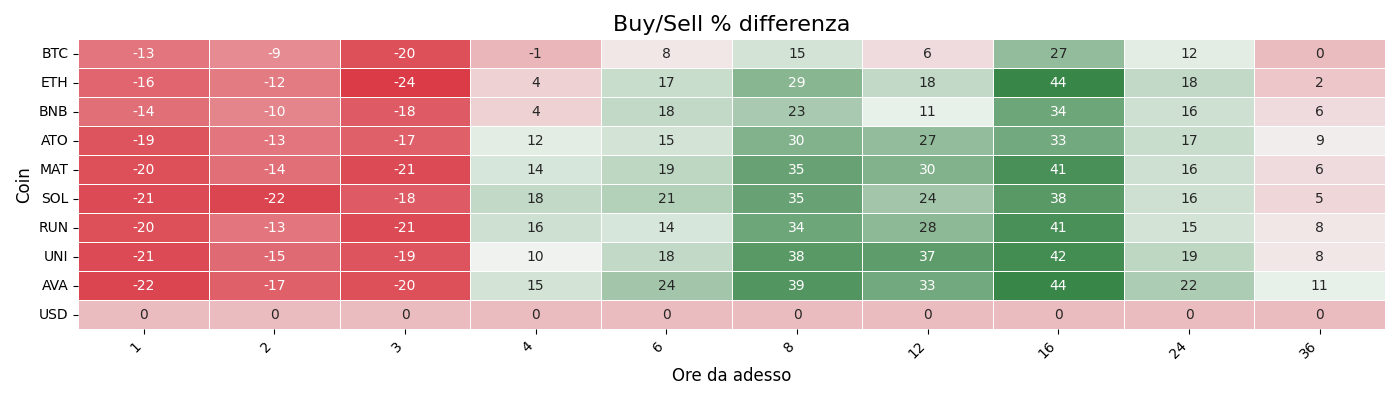 Buy/Sell % differenza
Coin
BTC -13 -9 -20 -1 8 15 6 27 12 0
ETH -16 -12 -24 4 17 29 18 44 18 2
BNB -14 -10 -18 4 18 23 11 34 16 6
ATO -19 -13 -17 12 15 30 27 33 17 9
MAT -20 -14 -21 14 19 35 30 41 16 6
SOL -21 -22 -18 18 21 35 24 38 16 5
RUN -20 -13 -21 16 14 34 28 41 15 8
UNI -21 -15 -19 10 18 38 37 42 19 8
AVA -22 -17 -20 15 24 39 33 44 22 11
USD 0 0 0 0 0 0 0 0 0 0
1 2 3 4 6 8 12 16 24 36
Ore da adesso